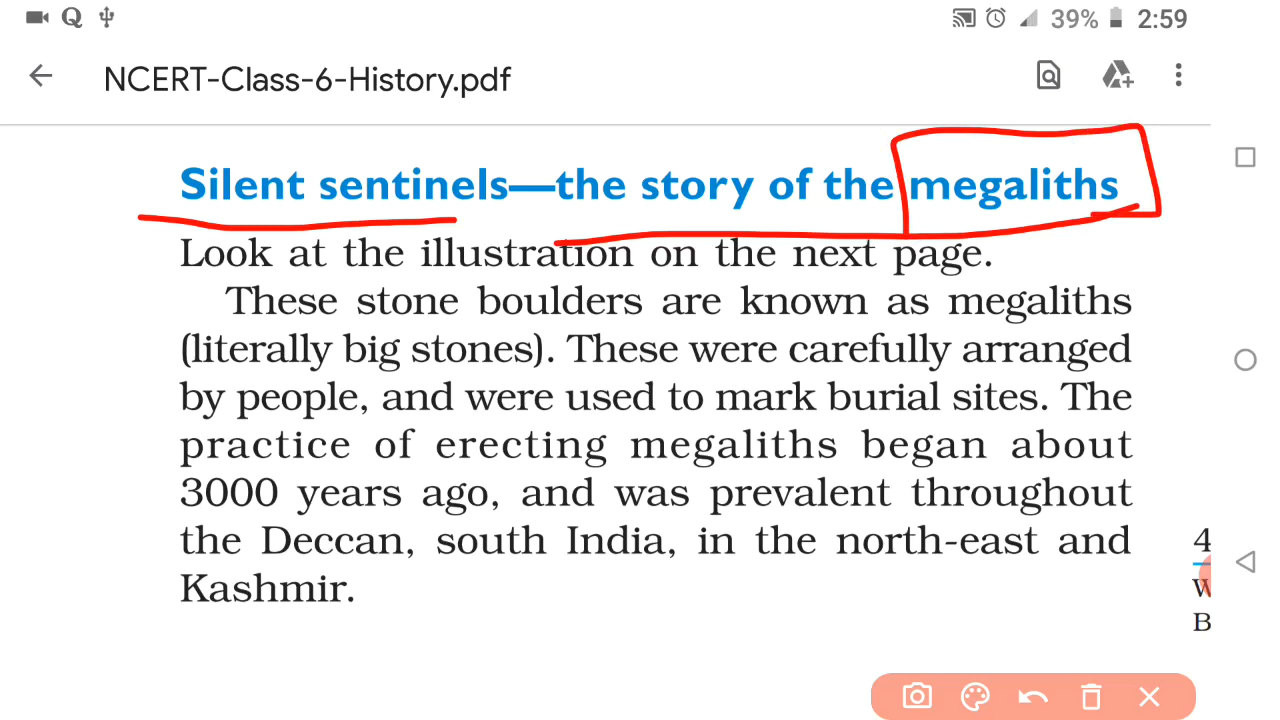 Q 39% 2:59
NCERT-Class-6-History.pdf
Silent sentinels—the story of the megaliths
Look at the illustration on the next page.
These stone boulders are known as megaliths
(literally big stones). These were carefully arranged
by people, and were used to mark burial sites. The
practice of erecting megaliths began about
3000 years ago, and was prevalent throughout
the Deccan, south India, in the north-east and
Kashmir.
4
W
B